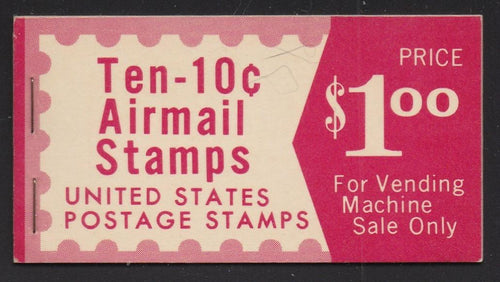 Ten-10¢
Airmail
Stamps
UNITED STATES
POSTAGE STAMPS
PRICE
$1.00
For Vending
Machine
Sale Only